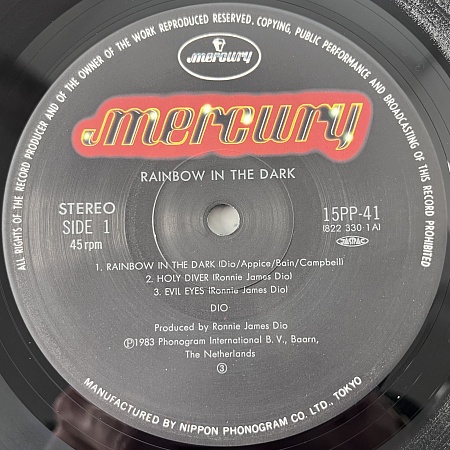 ALL RIGHTS OF THE RECORD PRODUCER AND OF THE OWNER OF THE WORK REPRODUCED RESERVED. COPYING, PUBLIC PERFORMANCE AND BROADCASTING OF THIS RECORD PROHIBITED
mercury
mercury
RAINBOW IN THE DARK
STEREO
SIDE 1
45 rpm
15PP-41
(822 330 1A)
JASRAC
1. RAINBOW IN THE DARK (Dio/Appice/Bain/Campbell)
2. HOLY DIVER (Ronnie James Dio)
3. EVIL EYES (Ronnie James Dio)
DIO
Produced by Ronnie James Dio
Ⓟ1983 Phonogram International B. V., Baarn,
The Netherlands
③
MANUFACTURED BY NIPPON PHONOGRAM CO. LTD., TOKYO